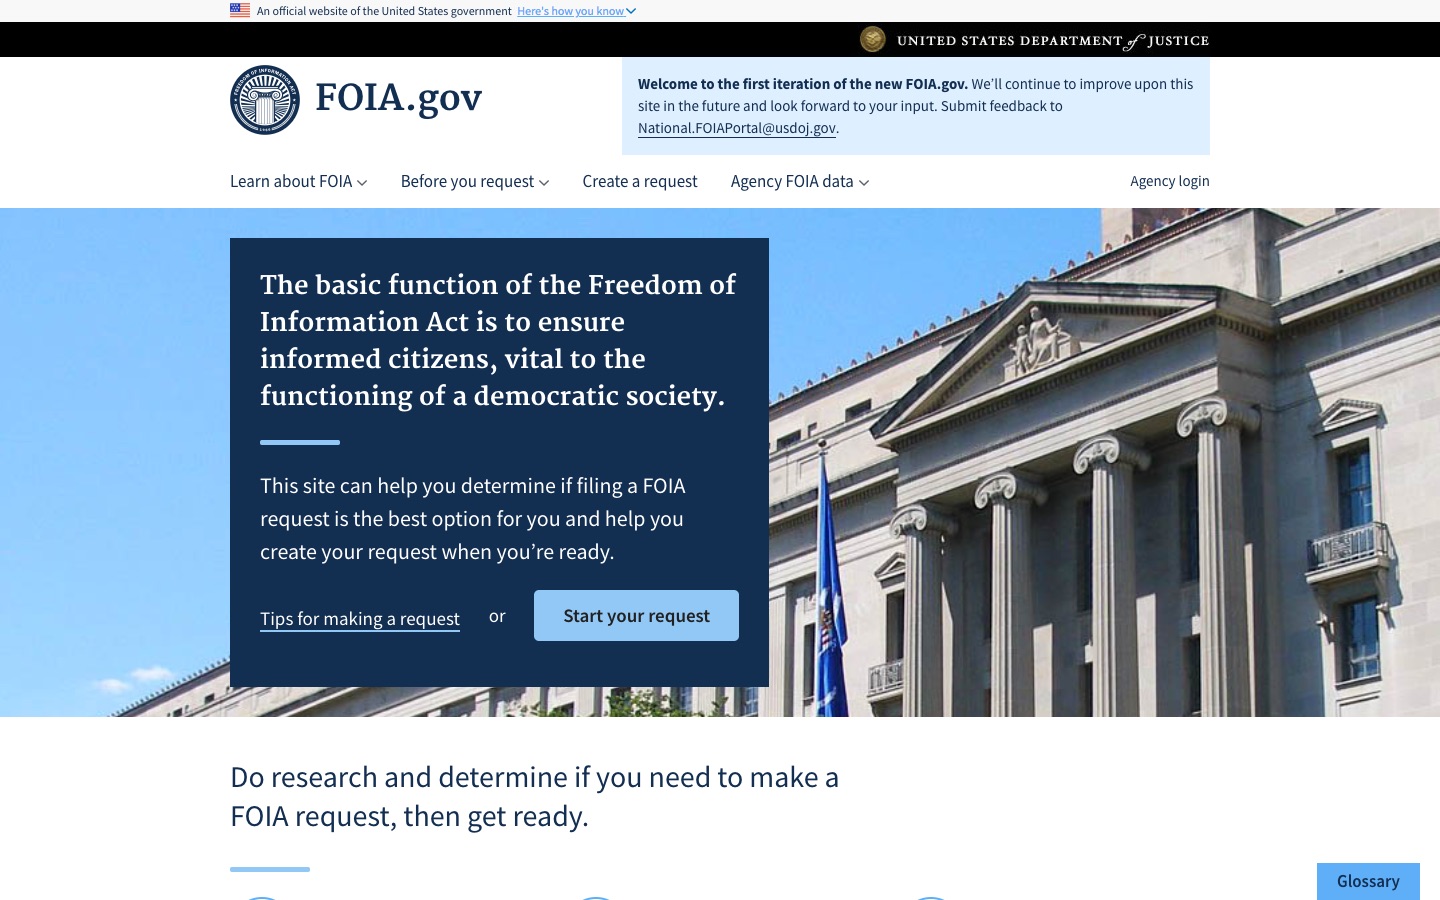 An official website of the United States government Here's how you know
UNITED STATES DEPARTMENT of JUSTICE
FOIA.gov
Welcome to the first iteration of the new FOIA.gov. We’ll continue to improve upon this
site in the future and look forward to your input. Submit feedback to
National.FOIAPortal@usdoj.gov.
Learn about FOIA Before you request Create a request Agency FOIA data Agency login
The basic function of the Freedom of
Information Act is to ensure
informed citizens, vital to the
functioning of a democratic society.
This site can help you determine if filing a FOIA
request is the best option for you and help you
create your request when you’re ready.
Tips for making a request or Start your request
Do research and determine if you need to make a
FOIA request, then get ready.
Glossary